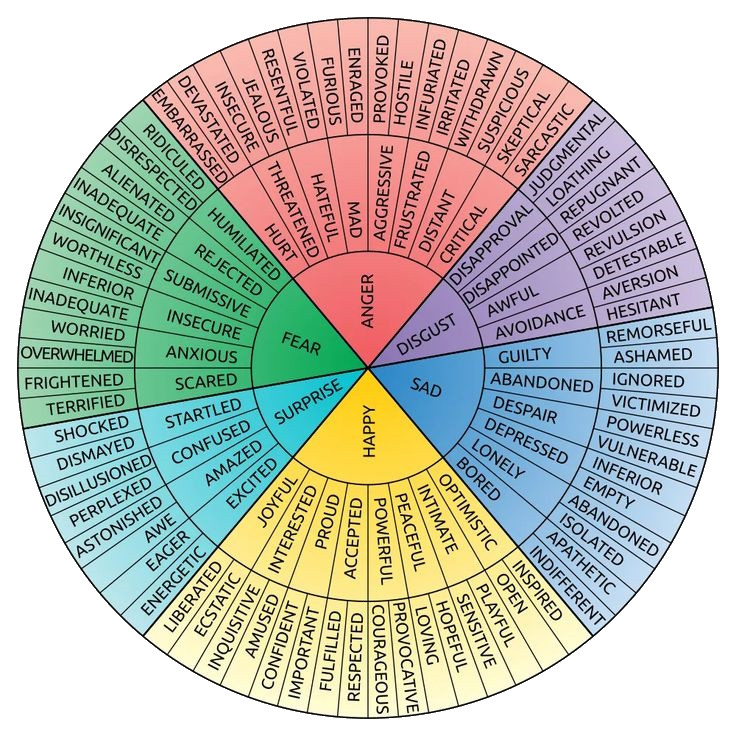 ANGER
DISGUST
SAD
HAPPY
SURPRISE
FEAR
HURT
THREATENED
HATEFUL
MAD
AGGRESSIVE
FRUSTRATED
DISTANT
CRITICAL
DISAPPROVAL
DISAPPOINTED
AWFUL
AVOIDANCE
GUILTY
ABANDONED
DESPAIR
DEPRESSED
LONELY
BORED
OPTIMISTIC
INTIMATE
PEACEFUL
POWERFUL
ACCEPTED
PROUD
INTERESTED
JOYFUL
EXCITED
AMAZED
CONFUSED
STARTLED
SCARED
ANXIOUS
INSECURE
SUBMISSIVE
REJECTED
HUMILIATED
EMBARRASSED
DEVASTATED
INSECURE
JEALOUS
RESENTFUL
VIOLATED
FURIOUS
ENRAGED
PROVOKED
HOSTILE
INFURIATED
IRRITATED
WITHDRAWN
SUSPICIOUS
SKEPTICAL
SARCASTIC
JUDGMENTAL
LOATHING
REPUGNANT
REVOLTED
REVULSION
DETESTABLE
AVERSION
HESITANT
REMORSEFUL
ASHAMED
IGNORED
VICTIMIZED
POWERLESS
VULNERABLE
INFERIOR
EMPTY
ABANDONED
ISOLATED
APATHETIC
INDIFFERENT
INSPIRED
OPEN
PLAYFUL
SENSITIVE
HOPEFUL
LOVING
PROVOCATIVE
COURAGEOUS
RESPECTED
FULFILLED
IMPORTANT
CONFIDENT
AMUSED
INQUISITIVE
ECSTATIC
LIBERATED
ENERGETIC
EAGER
AWE
ASTONISHED
PERPLEXED
DISILLUSIONED
DISMAYED
SHOCKED
TERRIFIED
FRIGHTENED
OVERWHELMED
WORRIED
INADEQUATE
INFERIOR
WORTHLESS
INSIGNIFICANT
INADEQUATE
ALIENATED
DISRESPECTED
RIDICULED